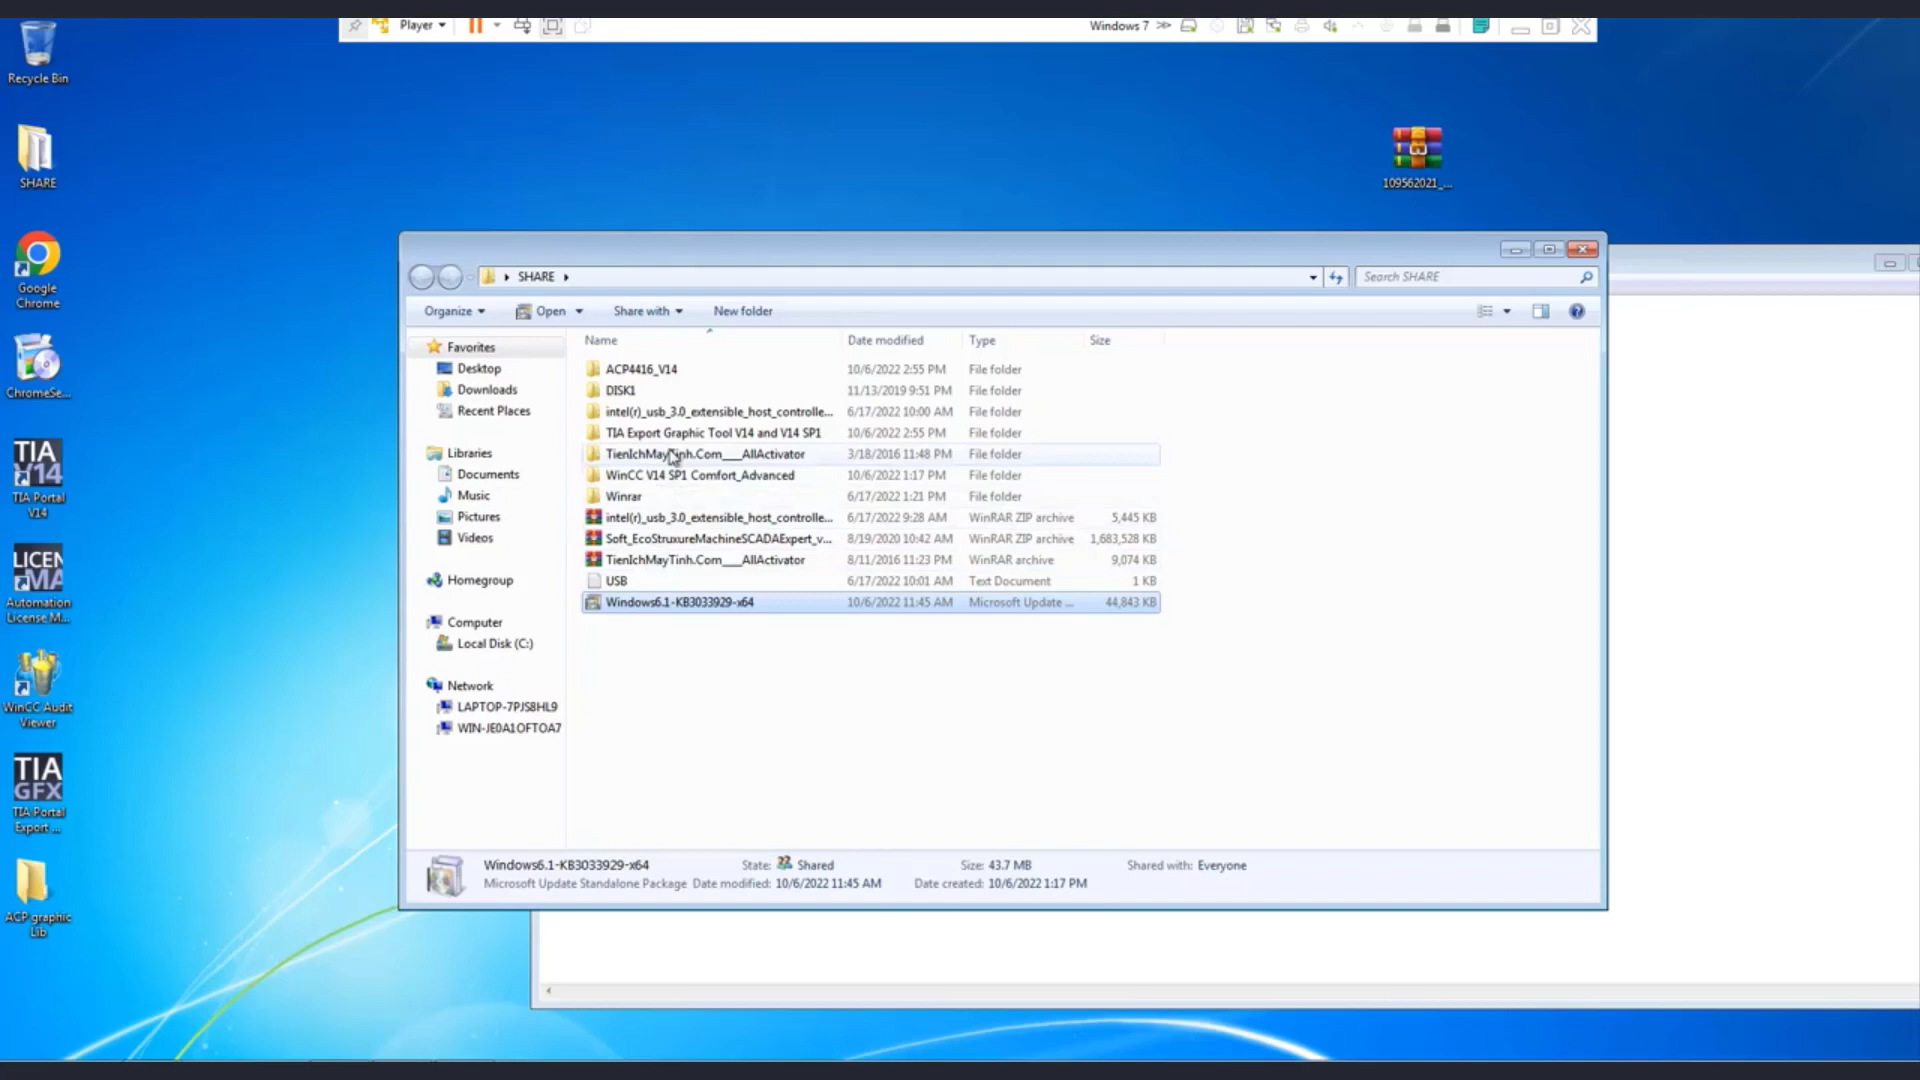 Player
Windows 7
Recycle Bin
SHARE
Google
Chrome
ChromeSe...
TIA
V14
TIA Portal
V14
LICEN
MA
Automation
License M...
WinCC Audit
Viewer
TIA
GFX
TIA Portal
Export ...
ACP graphic
Lib
109562021_...
SHARE
Search SHARE
Organize
Open
Share with
New folder
Favorites
Desktop
Downloads
Recent Places
Libraries
Documents
Music
Pictures
Videos
Homegroup
Computer
Local Disk (C:)
Network
LAPTOP-7PJS8HL9
WIN-JE0A1OFTOA7
Name Date modified Type Size
ACP4416_V14 10/6/2022 2:55 PM File folder
DISK1 11/13/2019 9:51 PM File folder
intel(r)_usb_3.0_extensible_host_controlle... 6/17/2022 10:00 AM File folder
TIA Export Graphic Tool V14 and V14 SP1 10/6/2022 2:55 PM File folder
TienIchMayTinh.Com___AllActivator 3/18/2016 11:48 PM File folder
WinCC V14 SP1 Comfort_Advanced 10/6/2022 1:17 PM File folder
Winrar 6/17/2022 1:21 PM File folder
intel(r)_usb_3.0_extensible_host_controlle... 6/17/2022 9:28 AM WinRAR ZIP archive 5,445 KB
Soft_EcoStruxureMachineSCADAExpert_v... 8/19/2020 10:42 AM WinRAR ZIP archive 1,683,528 KB
TienIchMayTinh.Com___AllActivator 8/11/2016 11:23 PM WinRAR archive 9,074 KB
USB 6/17/2022 10:01 AM Text Document 1 KB
Windows6.1-KB3033929-x64 10/6/2022 11:45 AM Microsoft Update ... 44,843 KB
Windows6.1-KB3033929-x64 State: Shared Size: 43.7 MB Shared with: Everyone
Microsoft Update Standalone Package Date modified: 10/6/2022 11:45 AM Date created: 10/6/2022 1:17 PM